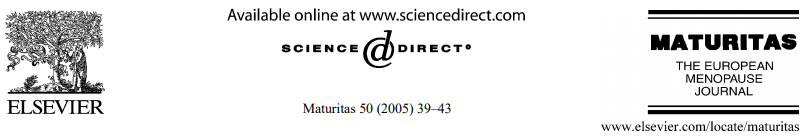 Available online at www.sciencedirect.com
SCIENCE DIRECT®
ELSEVIER
Maturitas 50 (2005) 39–43
MATURITAS
THE EUROPEAN
MENOPAUSE
JOURNAL
www.elsevier.com/locate/maturitas